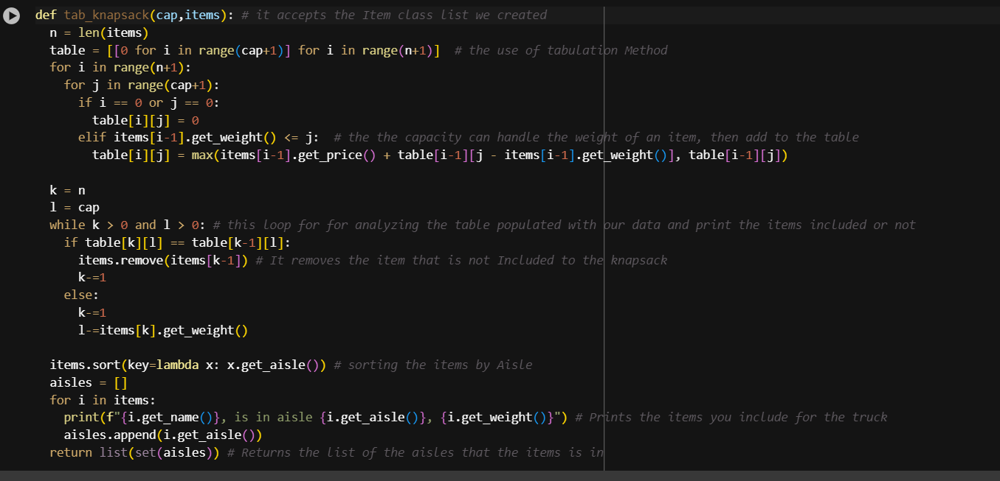 def tab_knapsack(cap,items): # it accepts the Item class list we created
  n = len(items)
  table = [[0 for i in range(cap+1)] for i in range(n+1)]  # the use of tabulation Method
  for i in range(n+1):
    for j in range(cap+1):
      if i == 0 or j == 0:
        table[i][j] = 0
      elif items[i-1].get_weight() <= j:  # the the capacity can handle the weight of an item, then add to the table
        table[i][j] = max(items[i-1].get_price() + table[i-1][j - items[i-1].get_weight()], table[i-1][j])

  k = n
  l = cap
  while k > 0 and l > 0: # this loop for for analyzing the table populated with our data and print the items included or not
    if table[k][l] == table[k-1][l]:
      items.remove(items[k-1]) # It removes the item that is not Included to the knapsack
      k-=1
    else:
      k-=1
      l-=items[k].get_weight()

  items.sort(key=lambda x: x.get_aisle()) # sorting the items by Aisle
  aisles = []
  for i in items:
    print(f"{i.get_name()}, is in aisle {i.get_aisle()}, {i.get_weight()}") # Prints the items you include for the truck
    aisles.append(i.get_aisle())
  return list(set(aisles)) # Returns the list of the aisles that the items is in